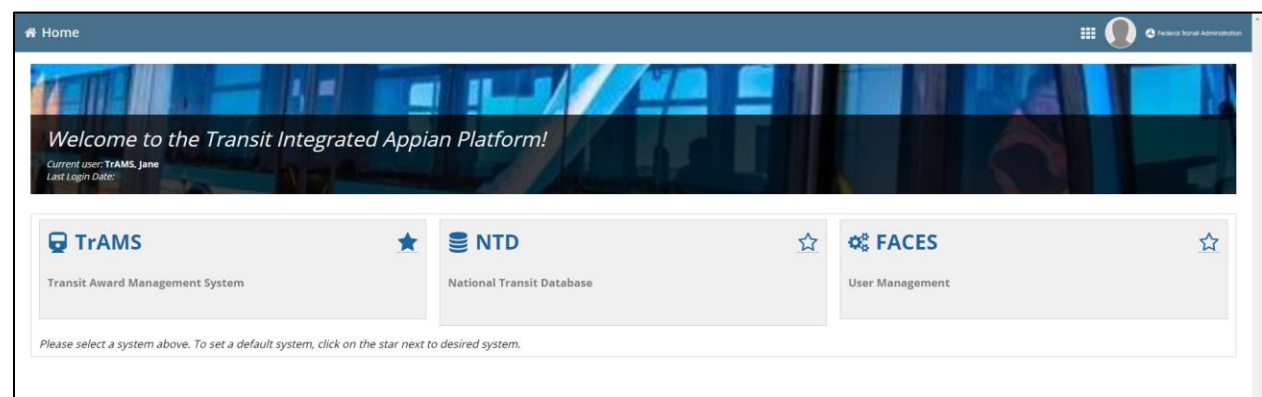 Home
Federal Transit Administration
Welcome to the Transit Integrated Appian Platform!
Current user: TrAMS, Jane
Last Login Date:
TrAMS
Transit Award Management System
NTD
National Transit Database
FACES
User Management
Please select a system above. To set a default system, click on the star next to desired system.